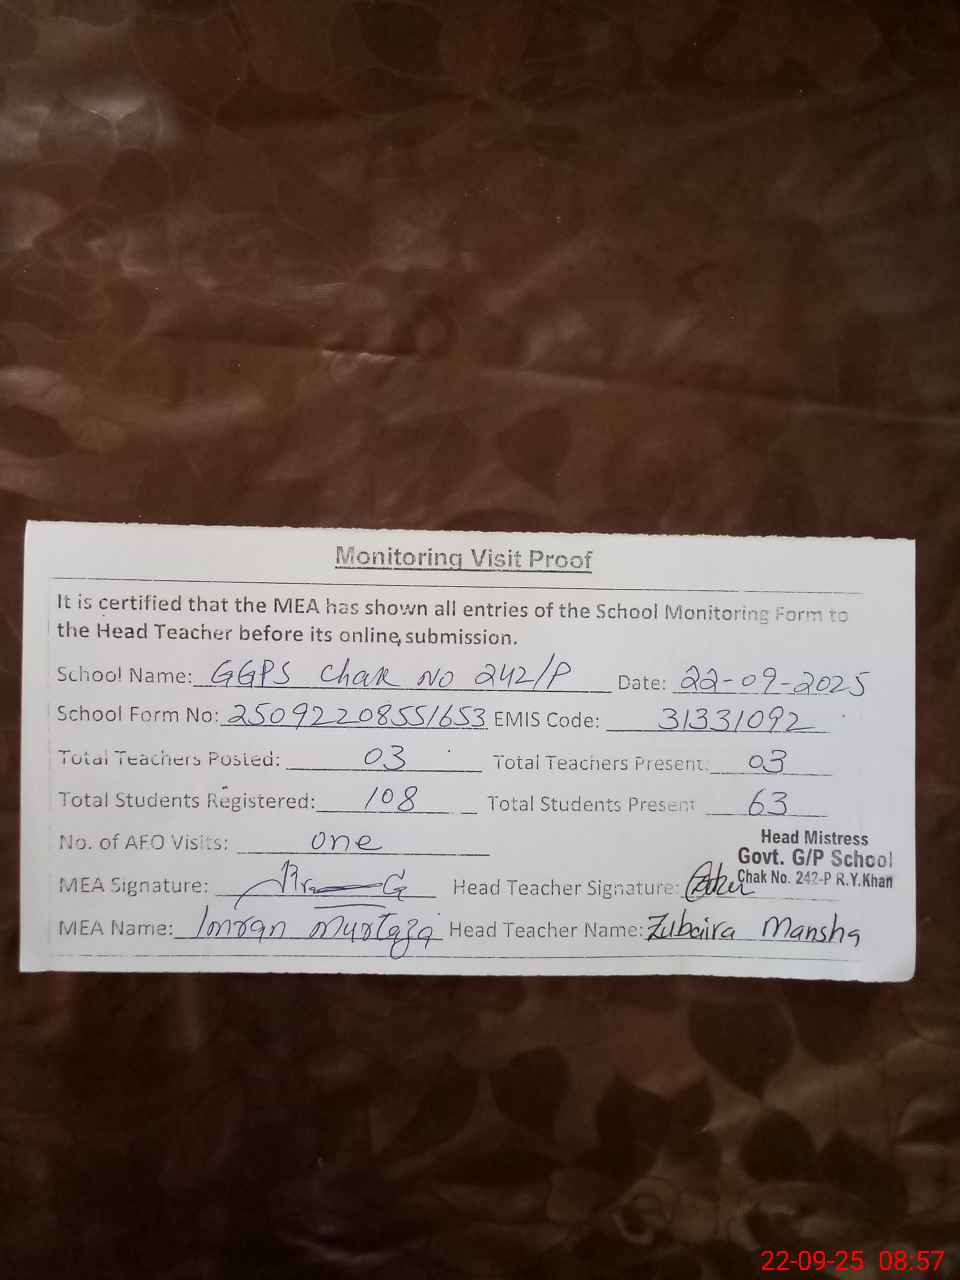 Monitoring Visit Proof
It is certified that the MEA has shown all entries of the School Monitoring Form to
the Head Teacher before its online, submission.
School Name: GGPS Chak No 242/P Date: 22-09-2025
School Form No: 25092208551653 EMIS Code: 31331092
Total Teachers Posted: 03 Total Teachers Present: 03
Total Students Registered: 108 Total Students Present 63
No. of AEO Visits: one
Head Mistress
Govt. G/P School
Chak No. 242-P R.Y.Khan
MEA Signature: Head Teacher Signature:
MEA Name: Imran Murtaza Head Teacher Name: Zubaira Mansha
22-09-25 08:57